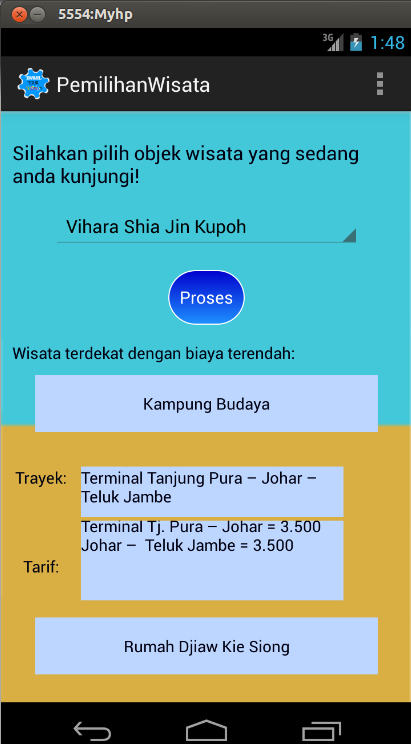 5554:Myhp
3G
1:48
PemilihanWisata
Silahkan pilih objek wisata yang sedang
anda kunjungi!
Vihara Shia Jin Kupoh
Proses
Wisata terdekat dengan biaya terendah:
Kampung Budaya
Trayek:
Terminal Tanjung Pura – Johar –
Teluk Jambe
Terminal Tj. Pura – Johar = 3.500
Johar –  Teluk Jambe = 3.500
Tarif:
Rumah Djiaw Kie Siong